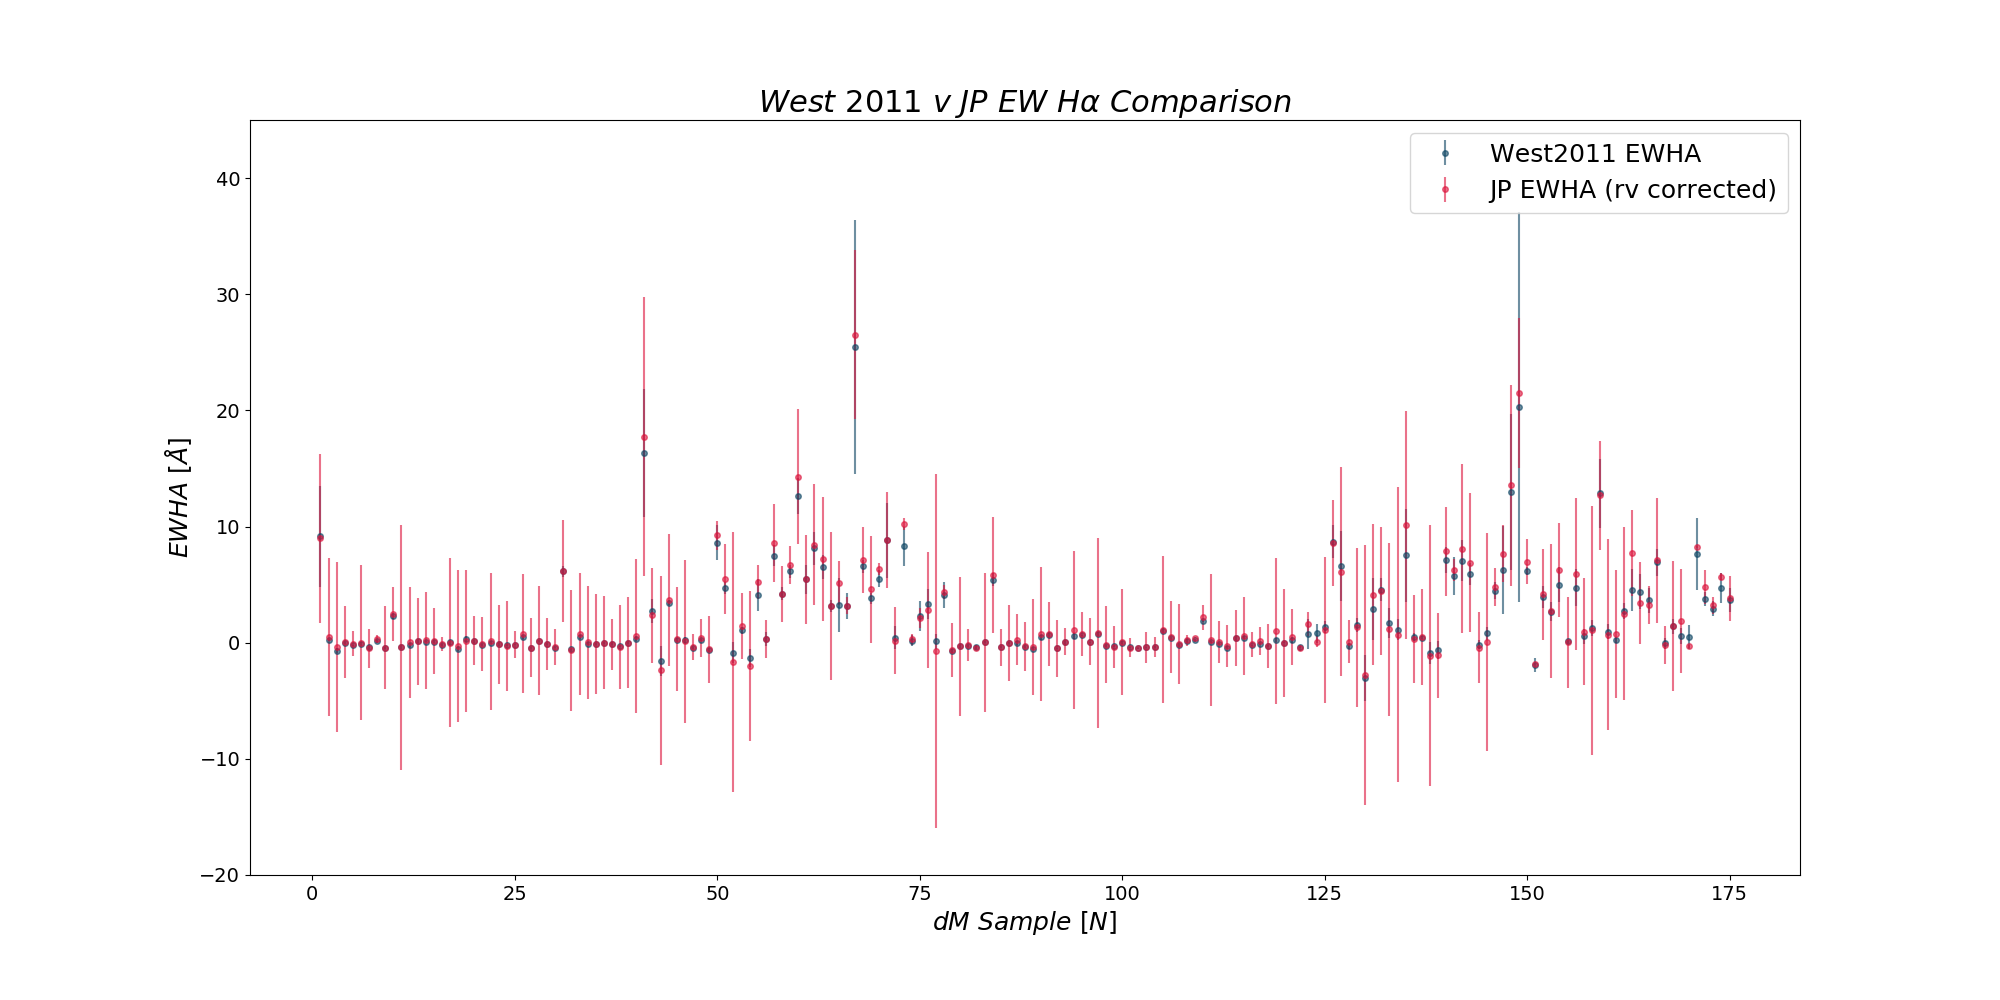 West 2011 v JP EW Hα Comparison
West2011 EWHA
JP EWHA (rv corrected)
EWHA [Å]
40
30
20
10
0
−10
−20
0 25 50 75 100 125 150 175
dM Sample [N]